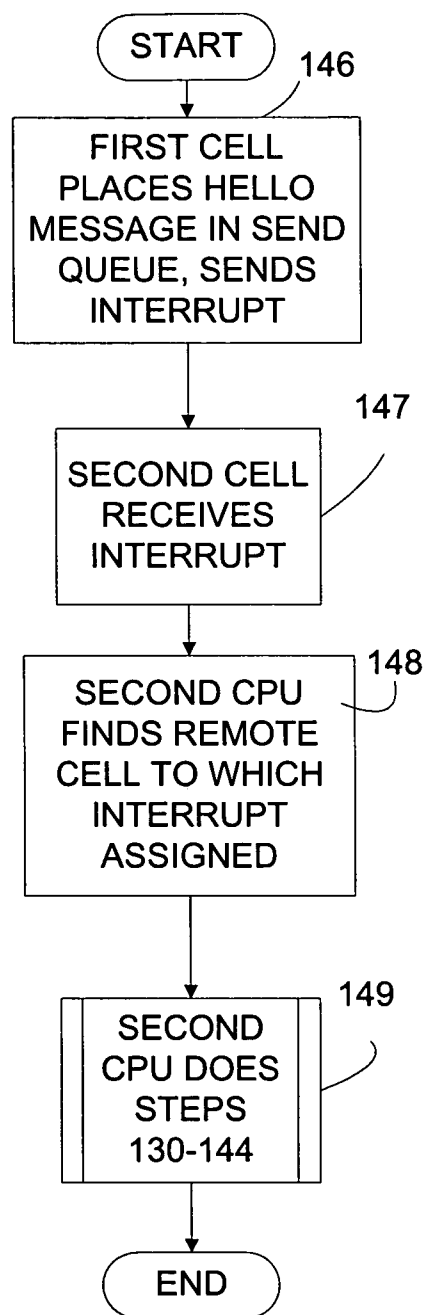 START
146
FIRST CELL
PLACES HELLO
MESSAGE IN SEND
QUEUE, SENDS
INTERRUPT
147
SECOND CELL
RECEIVES
INTERRUPT
148
SECOND CPU
FINDS REMOTE
CELL TO WHICH
INTERRUPT
ASSIGNED
149
SECOND
CPU DOES
STEPS
130-144
END